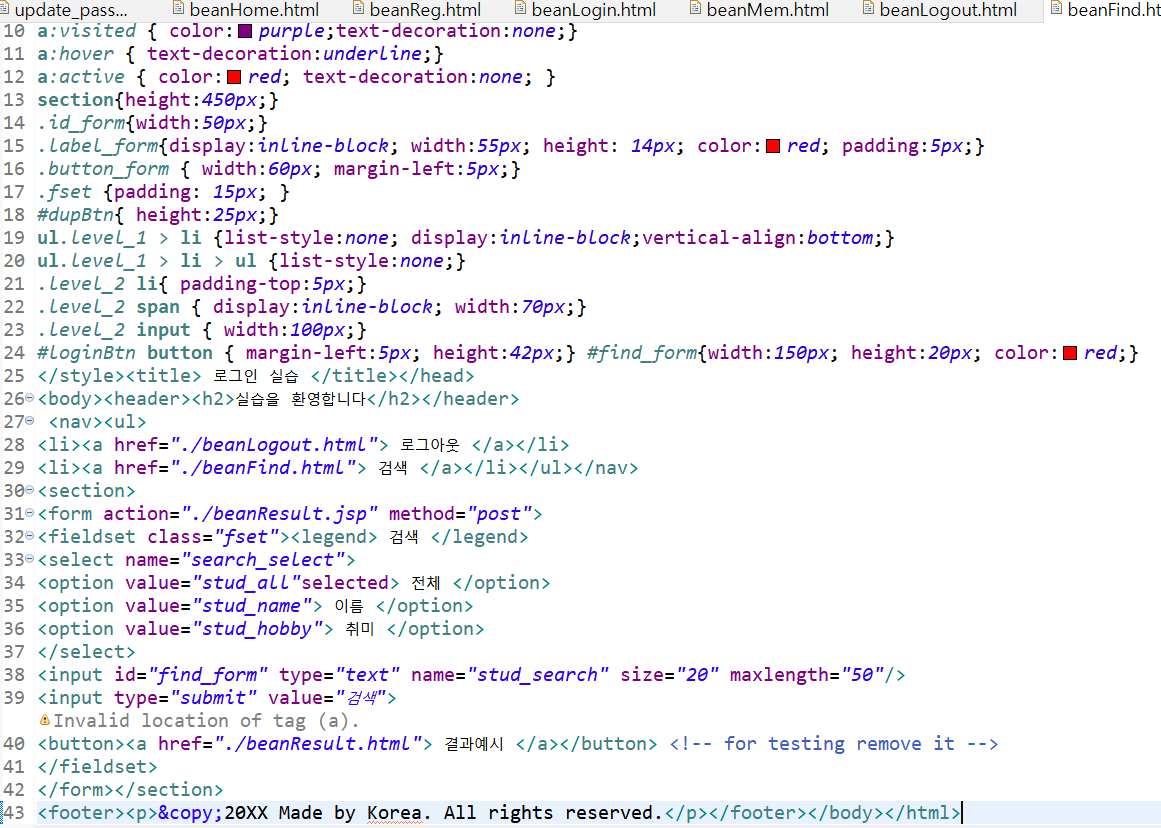 update_pass... beanHome.html beanReg.html beanLogin.html beanMem.html beanLogout.html beanFind.ht
10 a:visited { color: purple;text-decoration:none;}
11 a:hover { text-decoration:underline;}
12 a:active { color: red; text-decoration:none; }
13 section{height:450px;}
14 .id_form{width:50px;}
15 .label_form{display:inline-block; width:55px; height: 14px; color: red; padding:5px;}
16 .button_form { width:60px; margin-left:5px;}
17 .fset {padding: 15px; }
18 #dupBtn{ height:25px;}
19 ul.level_1 > li {list-style:none; display:inline-block;vertical-align:bottom;}
20 ul.level_1 > li > ul {list-style:none;}
21 .level_2 li{ padding-top:5px;}
22 .level_2 span { display:inline-block; width:70px;}
23 .level_2 input { width:100px;}
24 #loginBtn button { margin-left:5px; height:42px;} #find_form{width:150px; height:20px; color: red;}
25 </style><title> 로그인 실습 </title></head>
26 <body><header><h2>실습을 환영합니다</h2></header>
27 <nav><ul>
28 <li><a href="./beanLogout.html"> 로그아웃 </a></li>
29 <li><a href="./beanFind.html"> 검색 </a></li></ul></nav>
30 <section>
31 <form action="./beanResult.jsp" method="post">
32 <fieldset class="fset"><legend> 검색 </legend>
33 <select name="search_select">
34 <option value="stud_all"selected> 전체 </option>
35 <option value="stud_name"> 이름 </option>
36 <option value="stud_hobby"> 취미 </option>
37 </select>
38 <input id="find_form" type="text" name="stud_search" size="20" maxlength="50"/>
39 <input type="submit" value="검색">
Invalid location of tag (a).
40 <button><a href="./beanResult.html"> 결과예시 </a></button> <!-- for testing remove it -->
41 </fieldset>
42 </form></section>
43 <footer><p>&copy;20XX Made by Korea. All rights reserved.</p></footer></body></html>